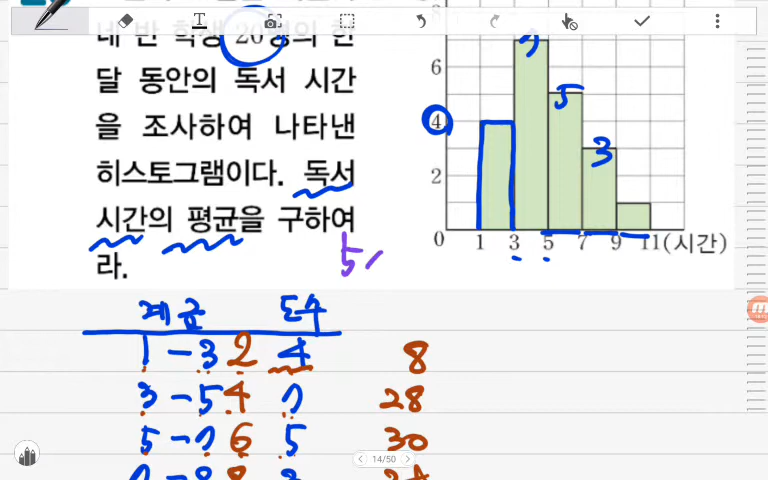 네 반 학생 20명의 한
달 동안의 독서 시간
을 조사하여 나타낸
히스토그램이다. 독서
시간의 평균을 구하여
라.
6
4
2
0 1 3 5 7 9 11(시간)
7
5
3
5
계급 도수
1-3 2 4 8
3-5 4 7 28
5-7 6 5 30
14/50